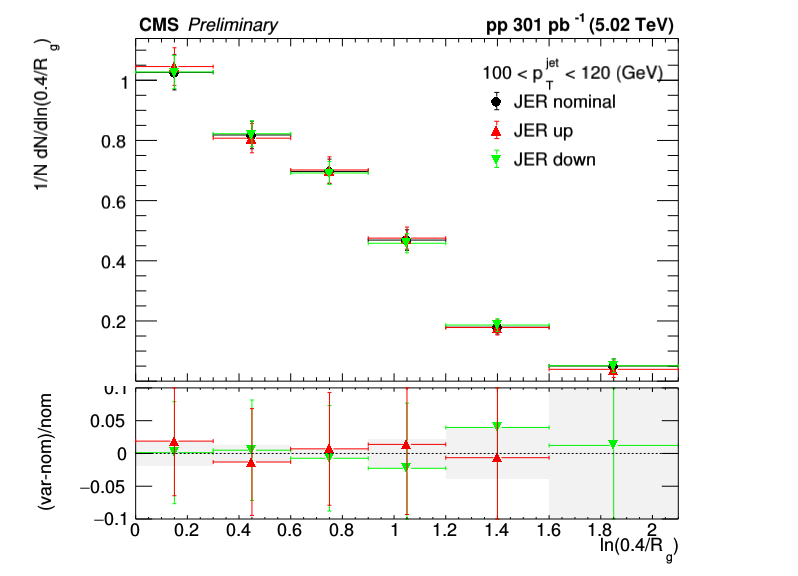 CMS Preliminary pp 301 pb⁻¹ (5.02 TeV)
1/N dN/dln(0.4/R_g)
100 < p_T^jet < 120 (GeV)
JER nominal
JER up
JER down
1
0.8
0.6
0.4
0.2
(var-nom)/nom
0.1
0.05
0
−0.05
−0.1
0 0.2 0.4 0.6 0.8 1 1.2 1.4 1.6 1.8 2
ln(0.4/R_g)